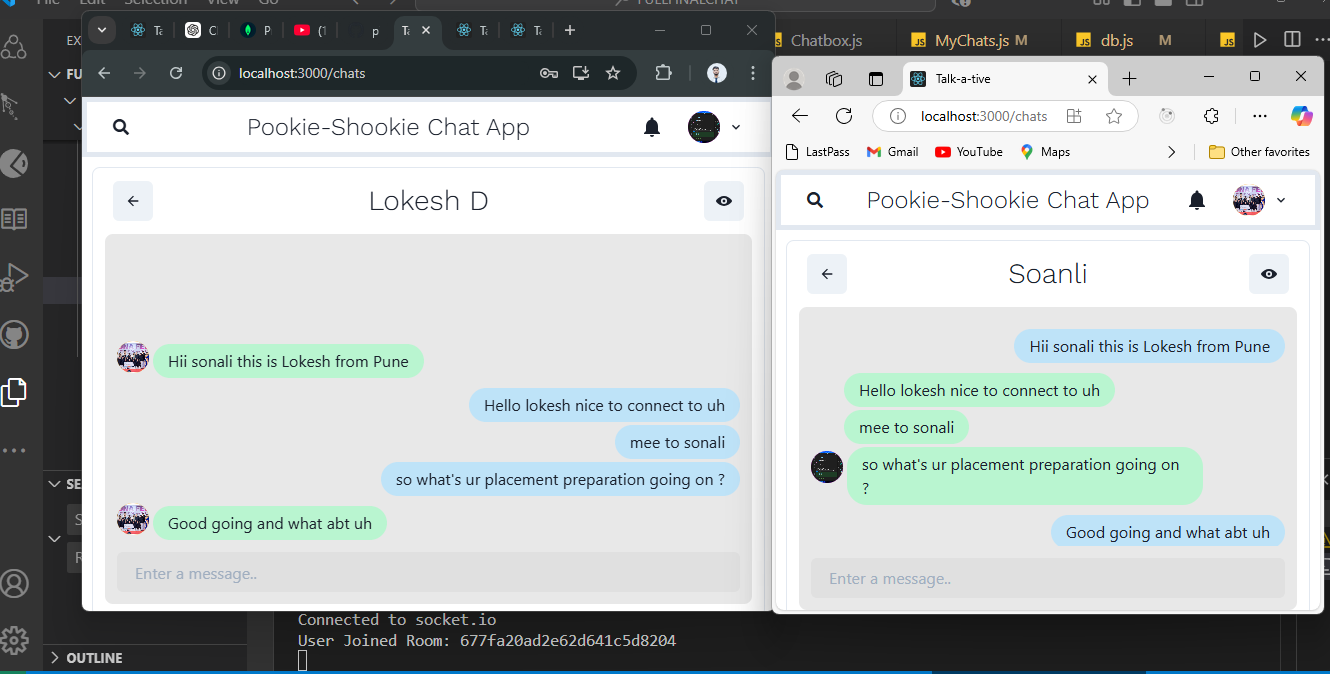 Edit Selection View Go
FULLFINALCHAT
EX
FU
Chatbox.js
JS MyChats.js M
JS db.js M
JS
Ta
C
P
(1
p
Ta
Ta
Ta
localhost:3000/chats
Pookie-Shookie Chat App
Lokesh D
Hii sonali this is Lokesh from Pune
Hello lokesh nice to connect to uh
mee to sonali
so what's ur placement preparation going on ?
Good going and what abt uh
Enter a message..
Talk-a-tive
localhost:3000/chats
LastPass
Gmail
YouTube
Maps
Other favorites
Pookie-Shookie Chat App
Soanli
Hii sonali this is Lokesh from Pune
Hello lokesh nice to connect to uh
mee to sonali
so what's ur placement preparation going on
?
Good going and what abt uh
Enter a message..
SE
S
R
OUTLINE
Connected to socket.io
User Joined Room: 677fa20ad2e62d641c5d8204